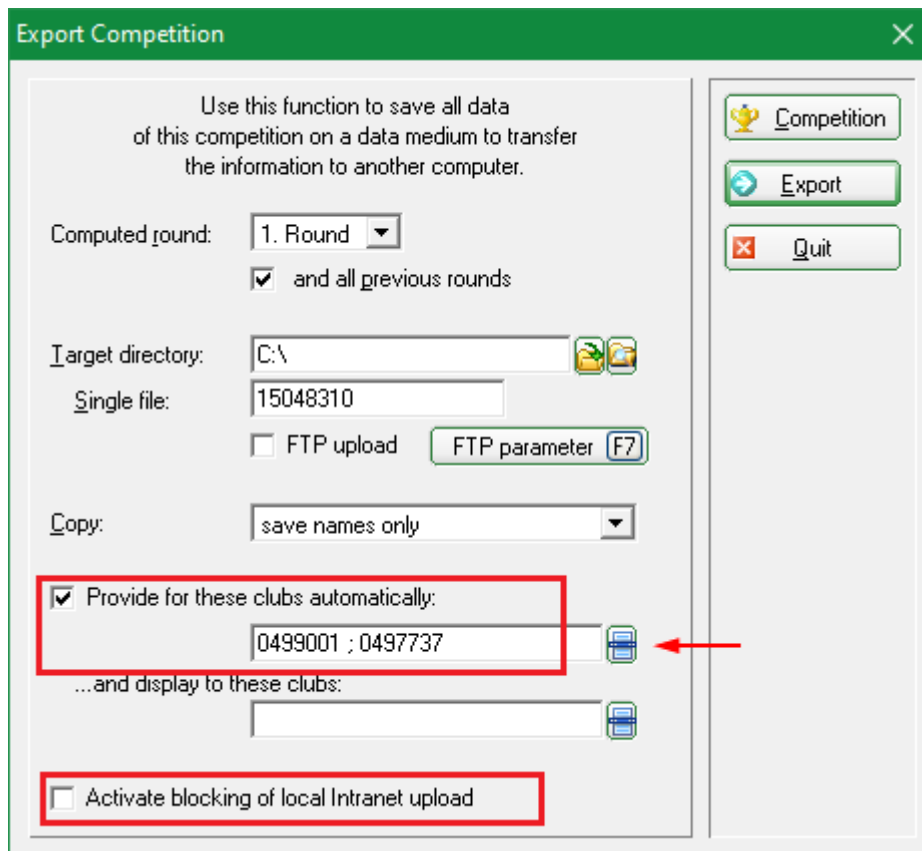 Export Competition
Use this function to save all data
of this competition on a data medium to transfer
the information to another computer.
Computed round:
1. Round
and all previous rounds
Target directory:
C:\
Single file:
15048310
FTP upload
FTP parameter F7
Copy:
save names only
Provide for these clubs automatically:
0499001 ; 0497737
...and display to these clubs:
Activate blocking of local Intranet upload
Competition
Export
Quit